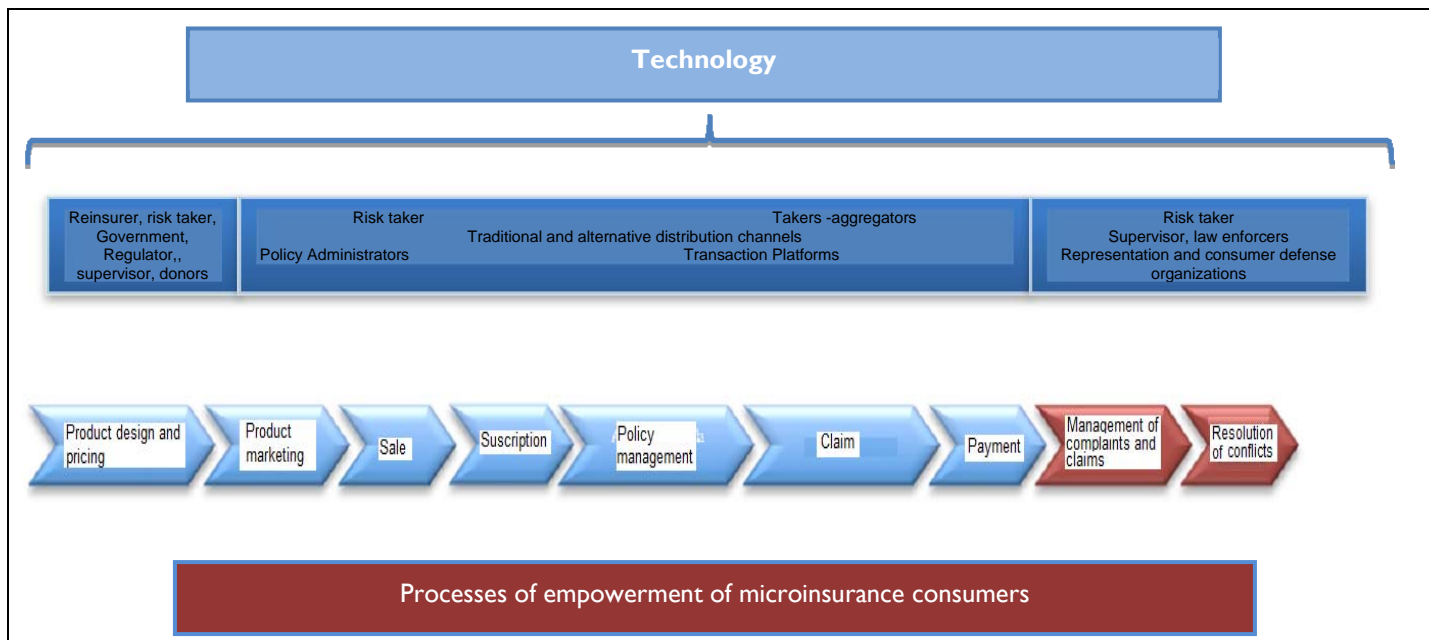 Technology
Reinsurer, risk taker,
Government,
Regulator,,
supervisor, donors
Risk taker Takers -aggregators
Traditional and alternative distribution channels
Policy Administrators Transaction Platforms
Risk taker
Supervisor, law enforcers
Representation and consumer defense
organizations
Product design and
pricing
Product
marketing
Sale
Suscription
Policy
management
Claim
Payment
Management of
complaints and
claims
Resolution
of conflicts
Processes of empowerment of microinsurance consumers